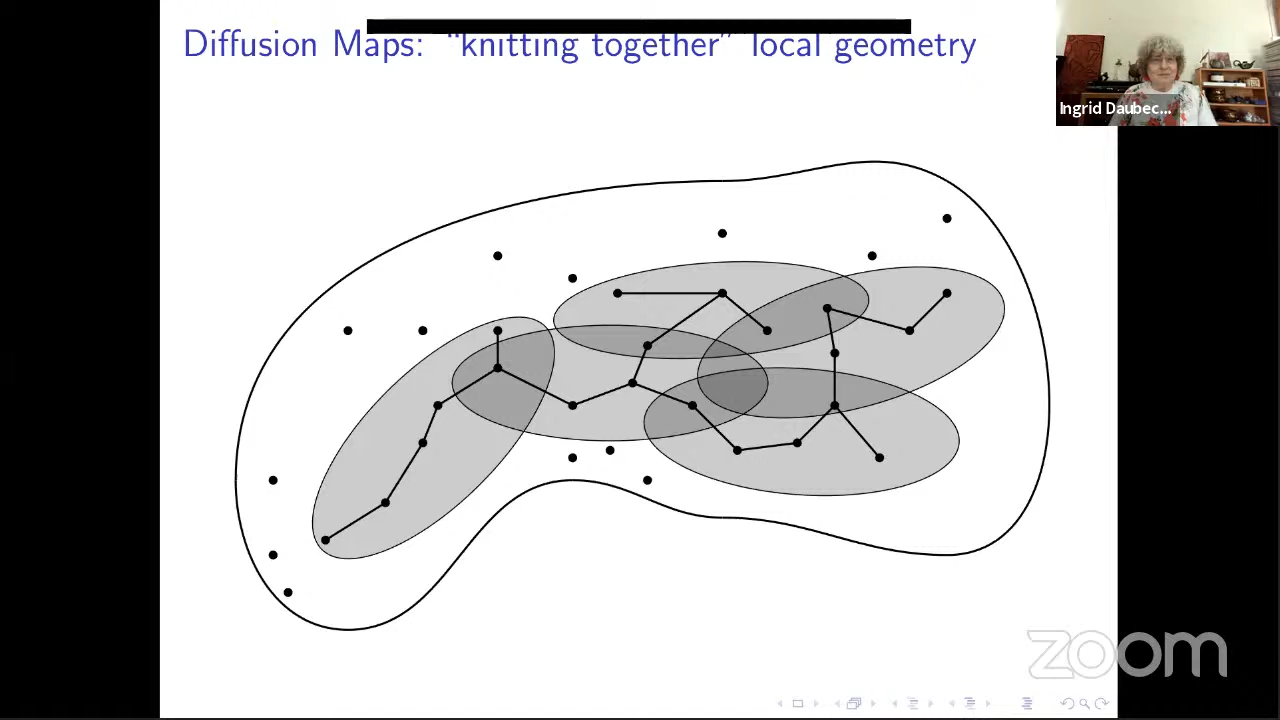 Diffusion Maps: “knitting together” local geometry
Ingrid Daubec...
zoom